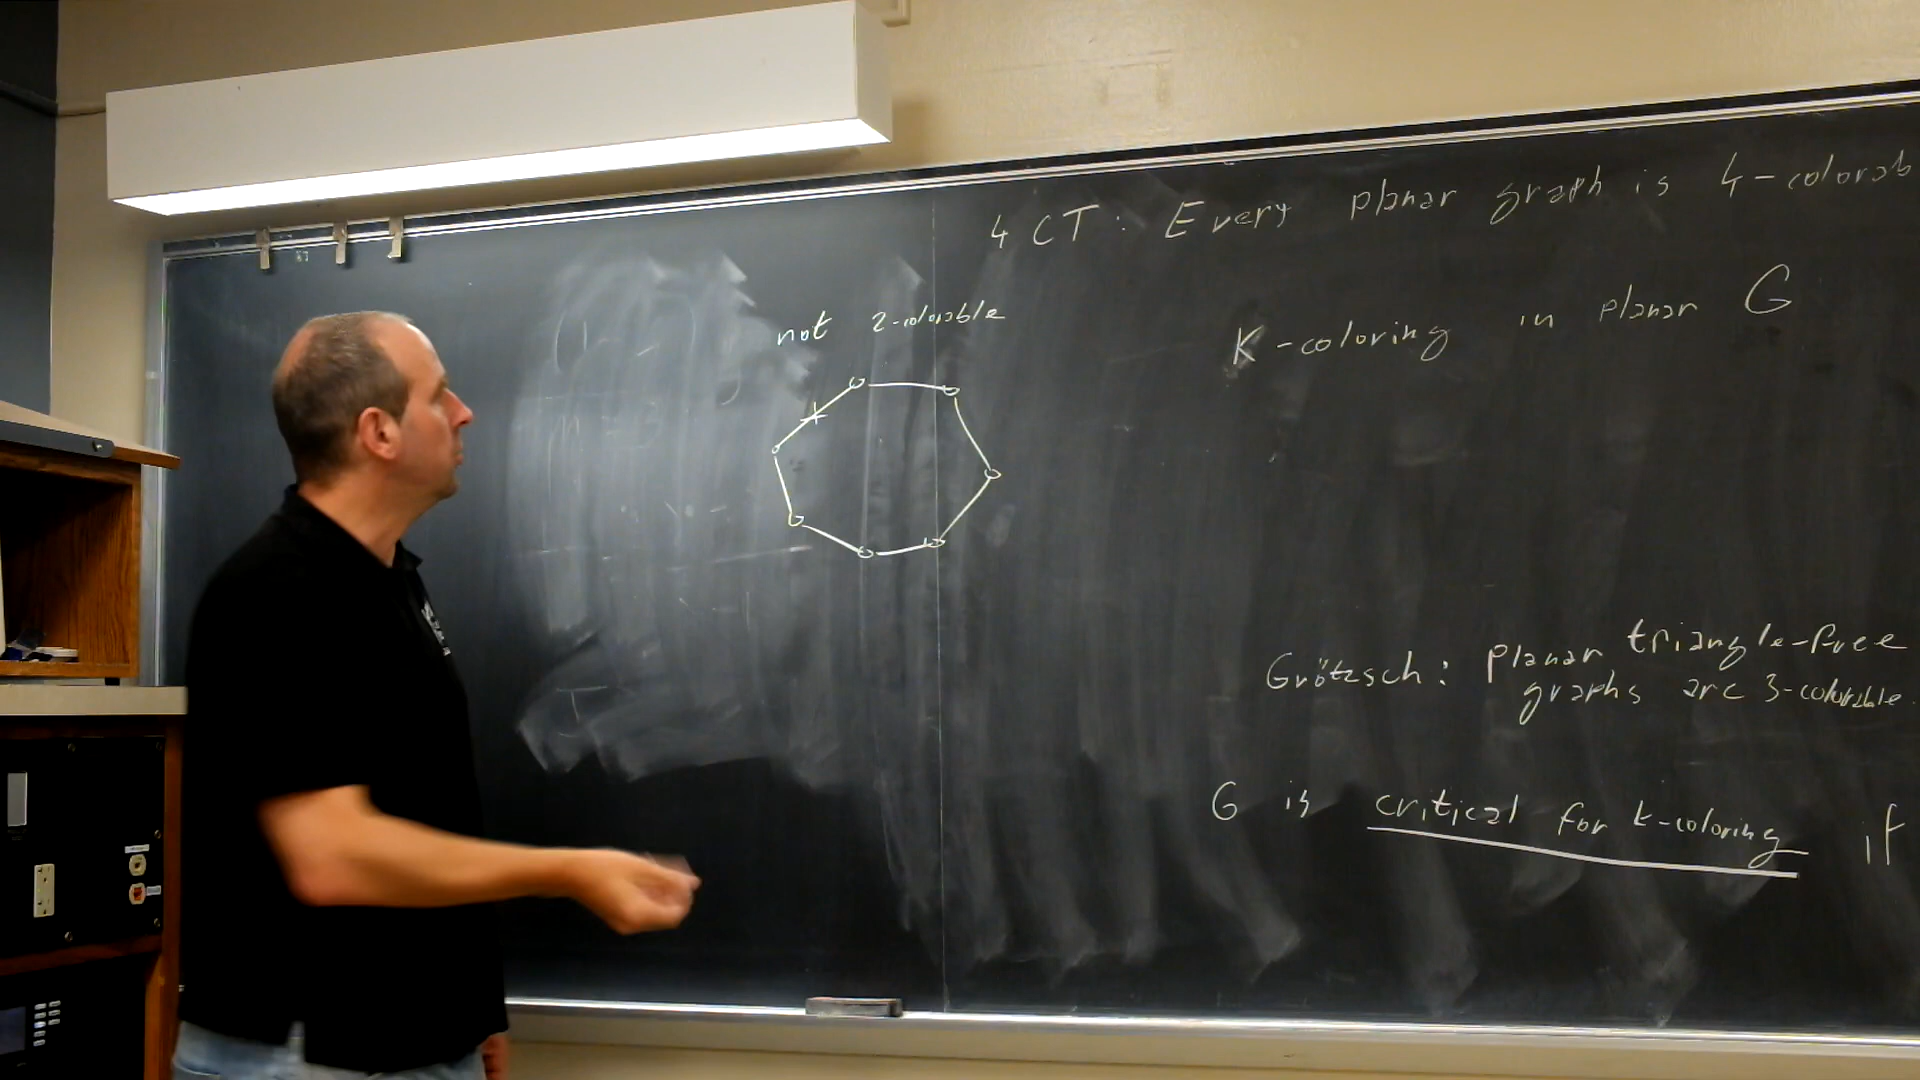 4 CT : Every planar graph is 4-colorab
not 2-colorable
K-coloring in planar G
Grötzsch: Planar triangle-free
graphs are 3-colorable.
G is critical for k-coloring if